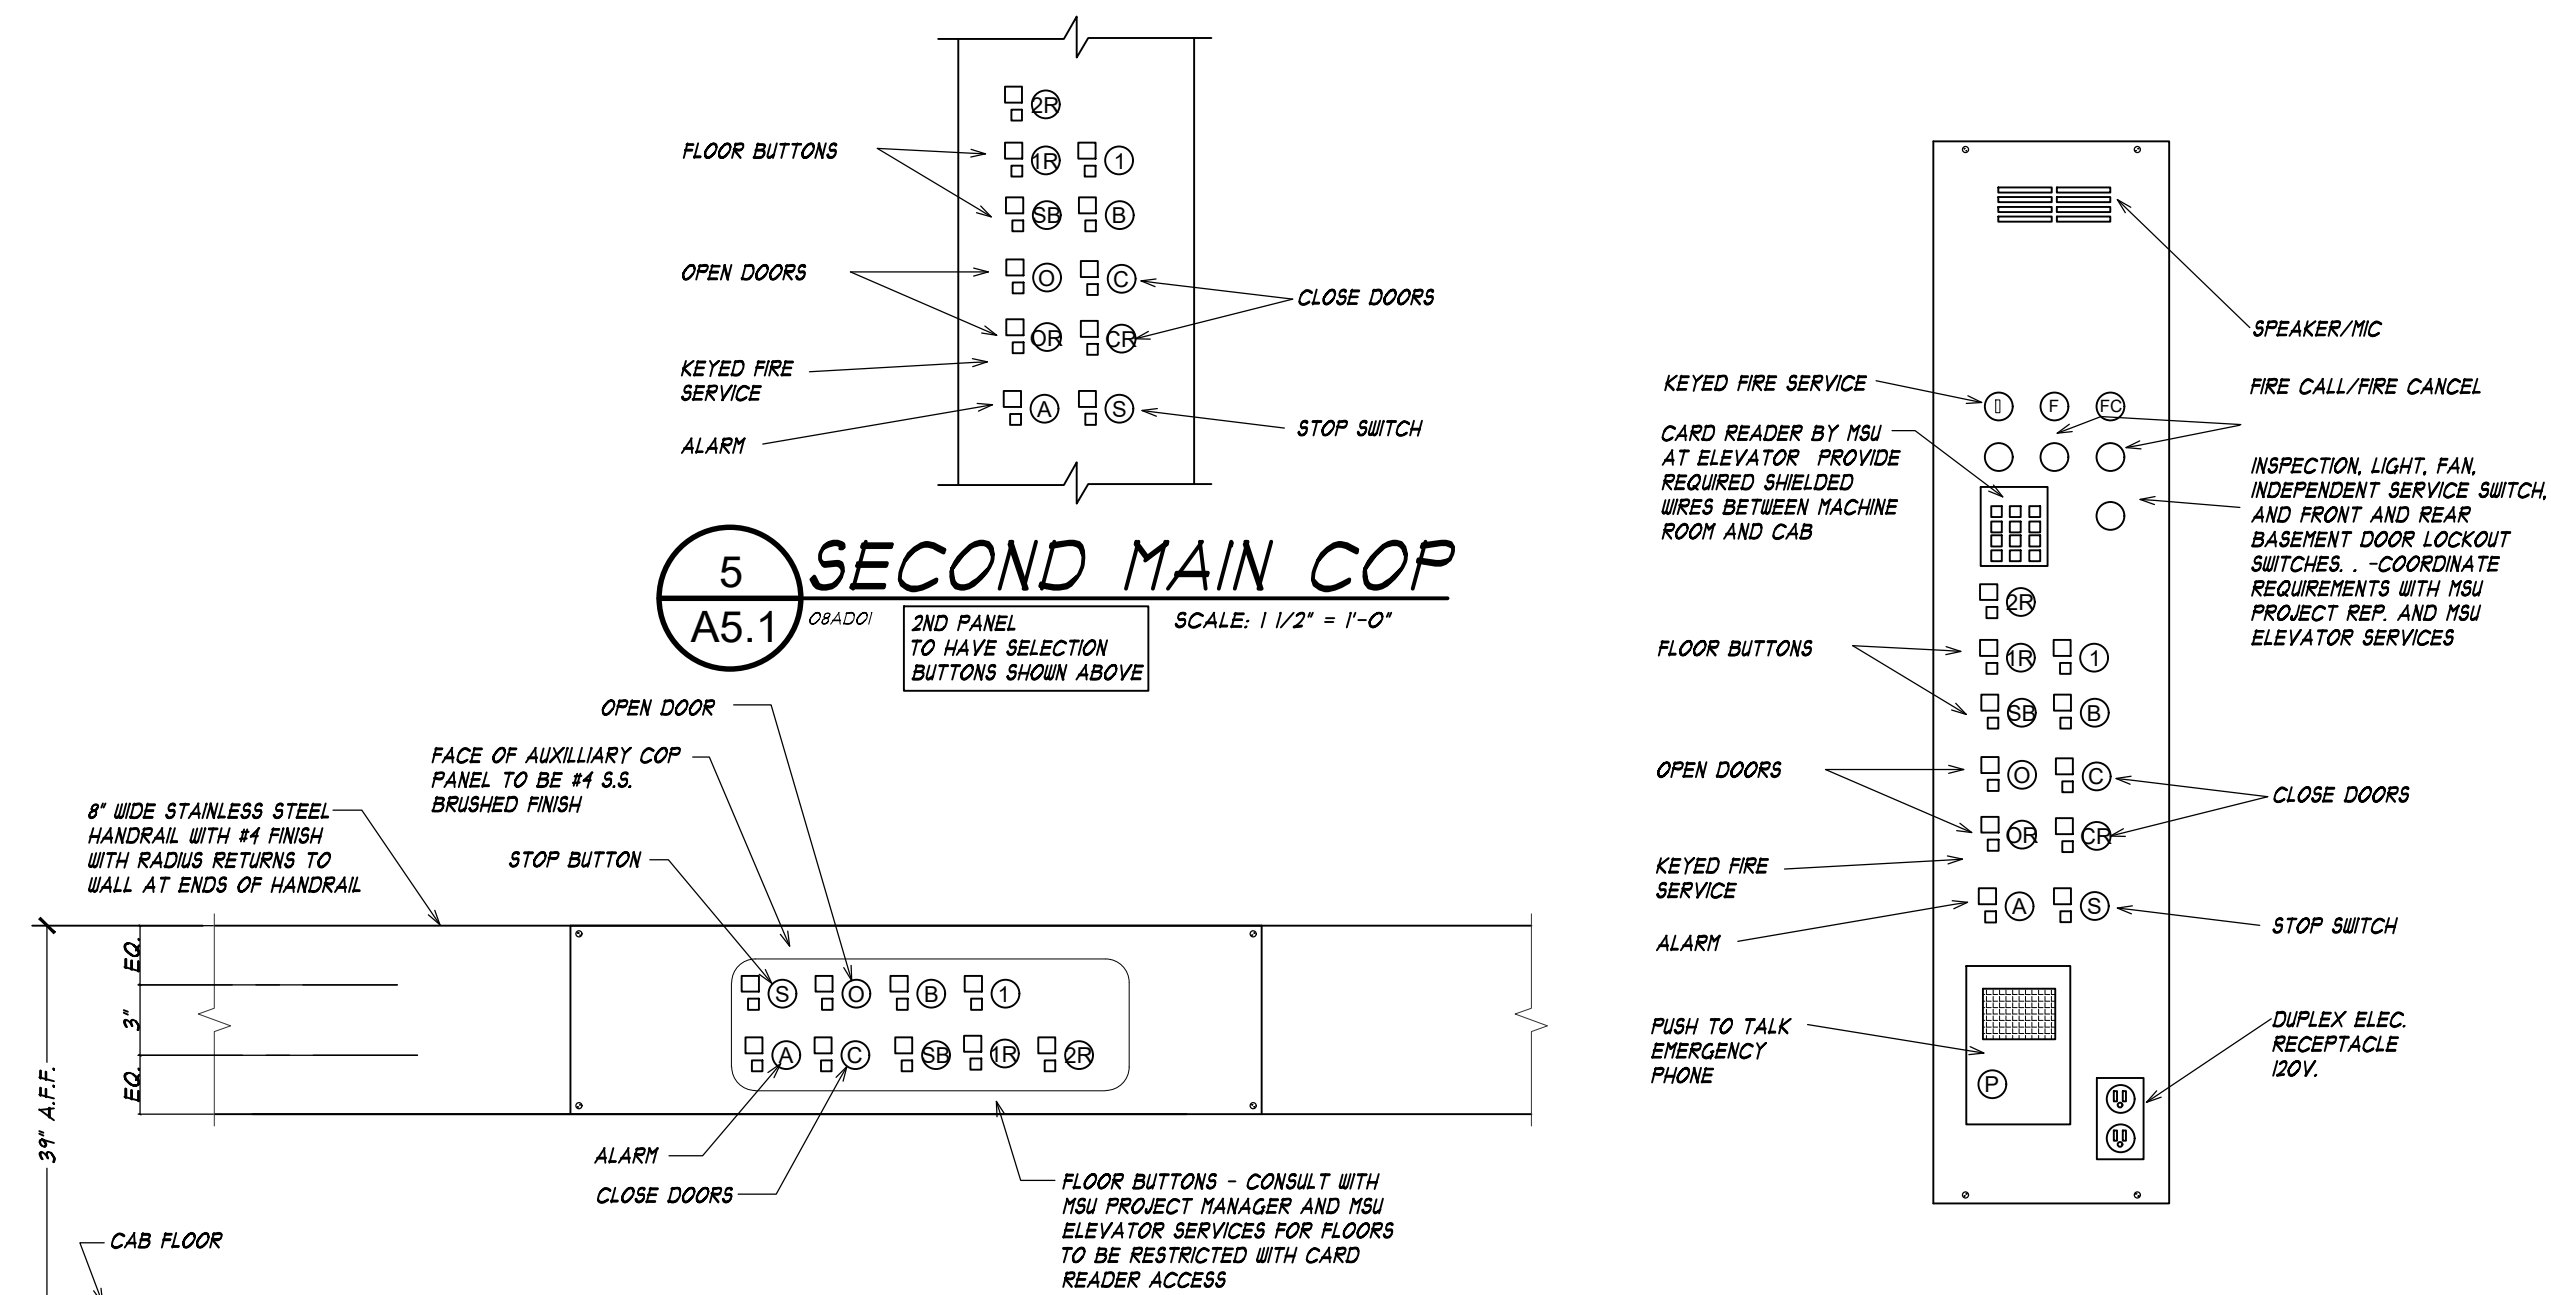 2R
FLOOR BUTTONS
1R 1
SB B
OPEN DOORS
O C
CLOSE DOORS
OR CR
KEYED FIRE
SERVICE
A S
ALARM
STOP SWITCH
5
A5.1
SECOND MAIN COP
08AD01
2ND PANEL
TO HAVE SELECTION
BUTTONS SHOWN ABOVE
SCALE: 1 1/2" = 1'-0"
OPEN DOOR
FACE OF AUXILLIARY COP
PANEL TO BE #4 S.S.
BRUSHED FINISH
8" WIDE STAINLESS STEEL
HANDRAIL WITH #4 FINISH
WITH RADIUS RETURNS TO
WALL AT ENDS OF HANDRAIL
STOP BUTTON
EQ.
3"
EQ.
39" A.F.F.
S O B 1
A C SB 1R 2R
ALARM
CLOSE DOORS
FLOOR BUTTONS - CONSULT WITH
MSU PROJECT MANAGER AND MSU
ELEVATOR SERVICES FOR FLOORS
TO BE RESTRICTED WITH CARD
READER ACCESS
CAB FLOOR
SPEAKER/MIC
KEYED FIRE SERVICE
F FC
FIRE CALL/FIRE CANCEL
CARD READER BY MSU
AT ELEVATOR PROVIDE
REQUIRED SHIELDED
WIRES BETWEEN MACHINE
ROOM AND CAB
INSPECTION, LIGHT, FAN,
INDEPENDENT SERVICE SWITCH,
AND FRONT AND REAR
BASEMENT DOOR LOCKOUT
SWITCHES. . -COORDINATE
REQUIREMENTS WITH MSU
PROJECT REP. AND MSU
ELEVATOR SERVICES
2R
FLOOR BUTTONS
1R 1
SB B
OPEN DOORS
O C
CLOSE DOORS
OR CR
KEYED FIRE
SERVICE
A S
ALARM
STOP SWITCH
PUSH TO TALK
EMERGENCY
PHONE
P
DUPLEX ELEC.
RECEPTACLE
120V.